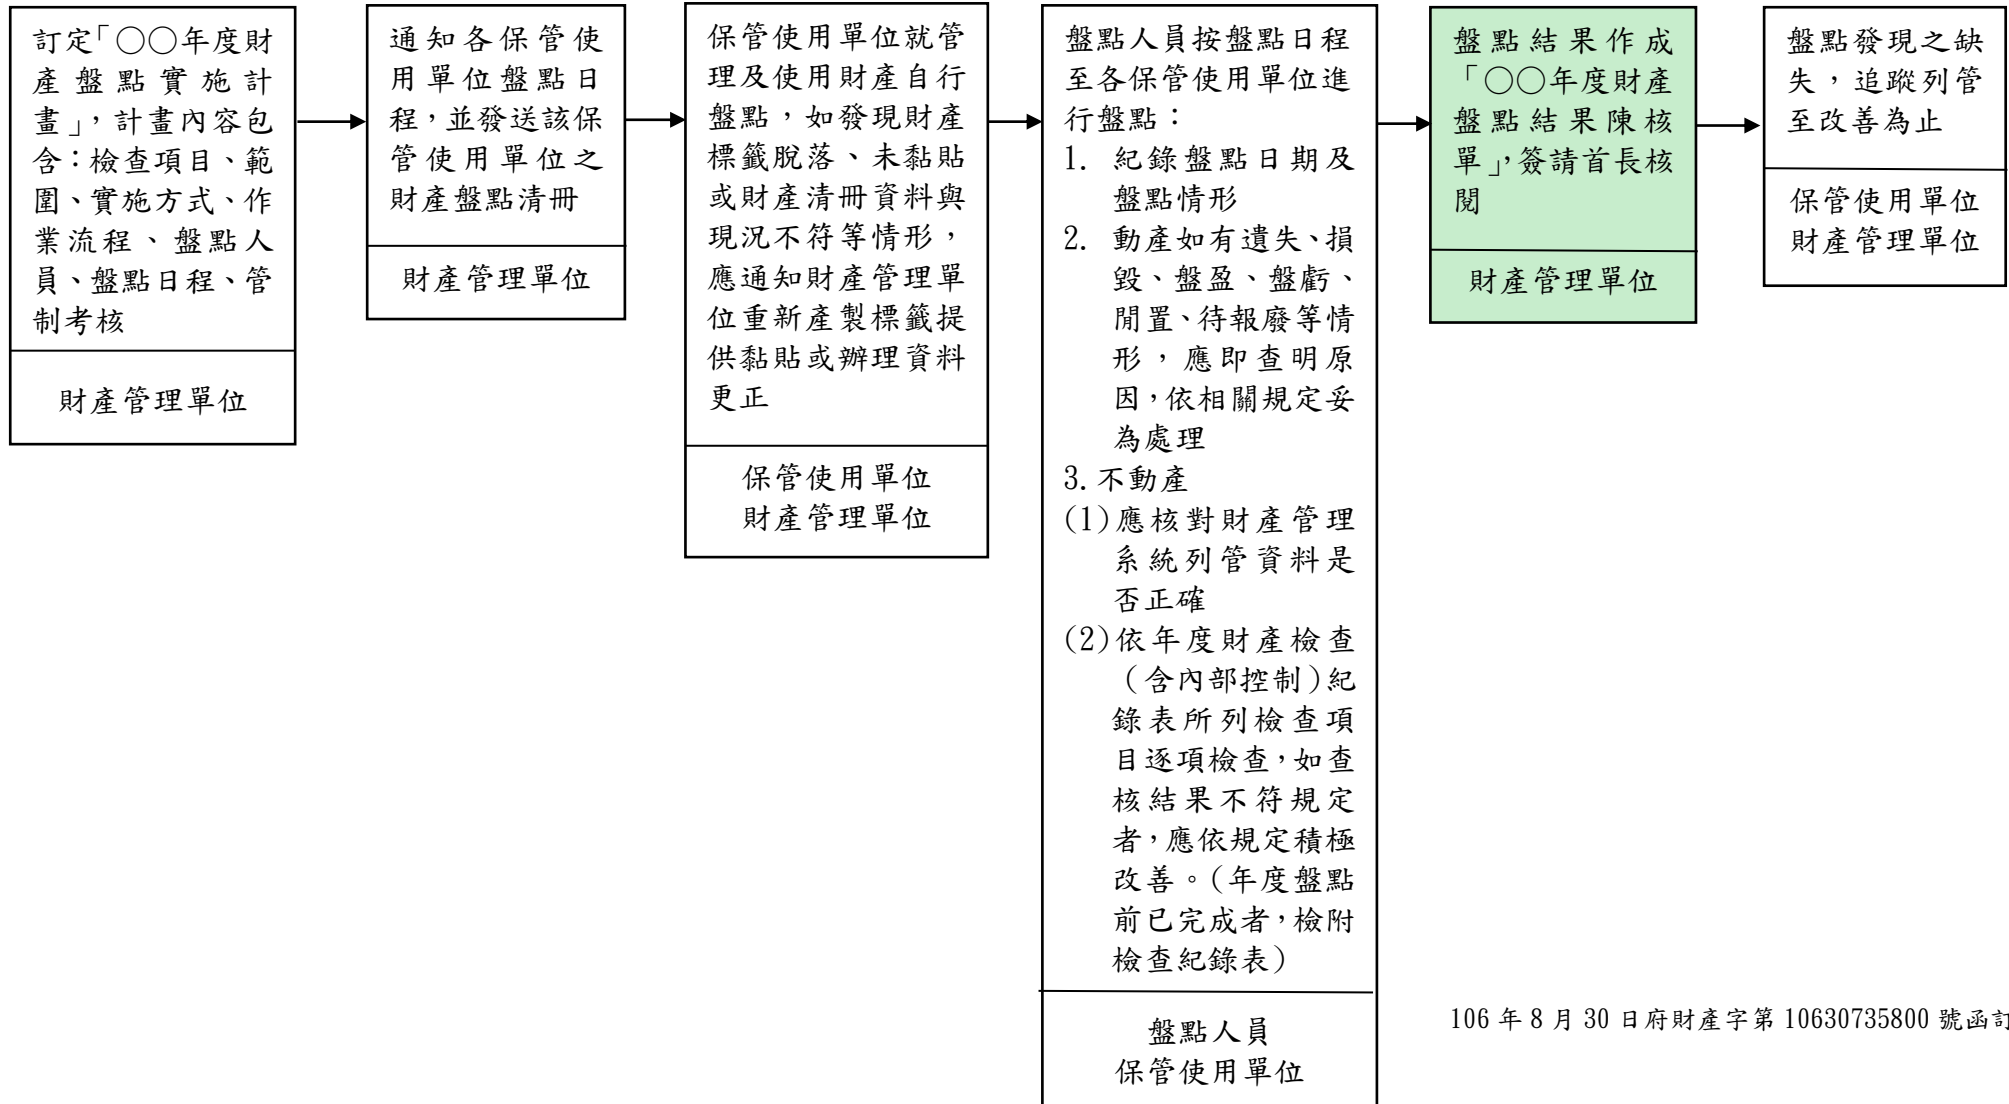 訂定「○○年度財
產盤點實施計
畫」，計畫內容包
含：檢查項目、範
圍、實施方式、作
業流程、盤點人
員、盤點日程、管
制考核
財產管理單位
通知各保管使
用單位盤點日
程，並發送該保
管使用單位之
財產盤點清冊
財產管理單位
保管使用單位就管
理及使用財產自行
盤點，如發現財產
標籤脫落、未黏貼
或財產清冊資料與
現況不符等情形，
應通知財產管理單
位重新產製標籤提
供黏貼或辦理資料
更正
保管使用單位
財產管理單位
盤點人員按盤點日程
至各保管使用單位進
行盤點：
1. 紀錄盤點日期及
盤點情形
2. 動產如有遺失、損
毀、盤盈、盤虧、
閒置、待報廢等情
形，應即查明原
因，依相關規定妥
為處理
3.不動產
(1)應核對財產管理
系統列管資料是
否正確
(2)依年度財產檢查
（含內部控制）紀
錄表所列檢查項
目逐項檢查，如查
核結果不符規定
者，應依規定積極
改善。（年度盤點
前已完成者，檢附
檢查紀錄表）
盤點人員
保管使用單位
盤點結果作成
「○○年度財產
盤點結果陳核
單」，簽請首長核
閱
財產管理單位
盤點發現之缺
失，追蹤列管
至改善為止
保管使用單位
財產管理單位
106 年 8 月 30 日府財產字第 10630735800 號函訂